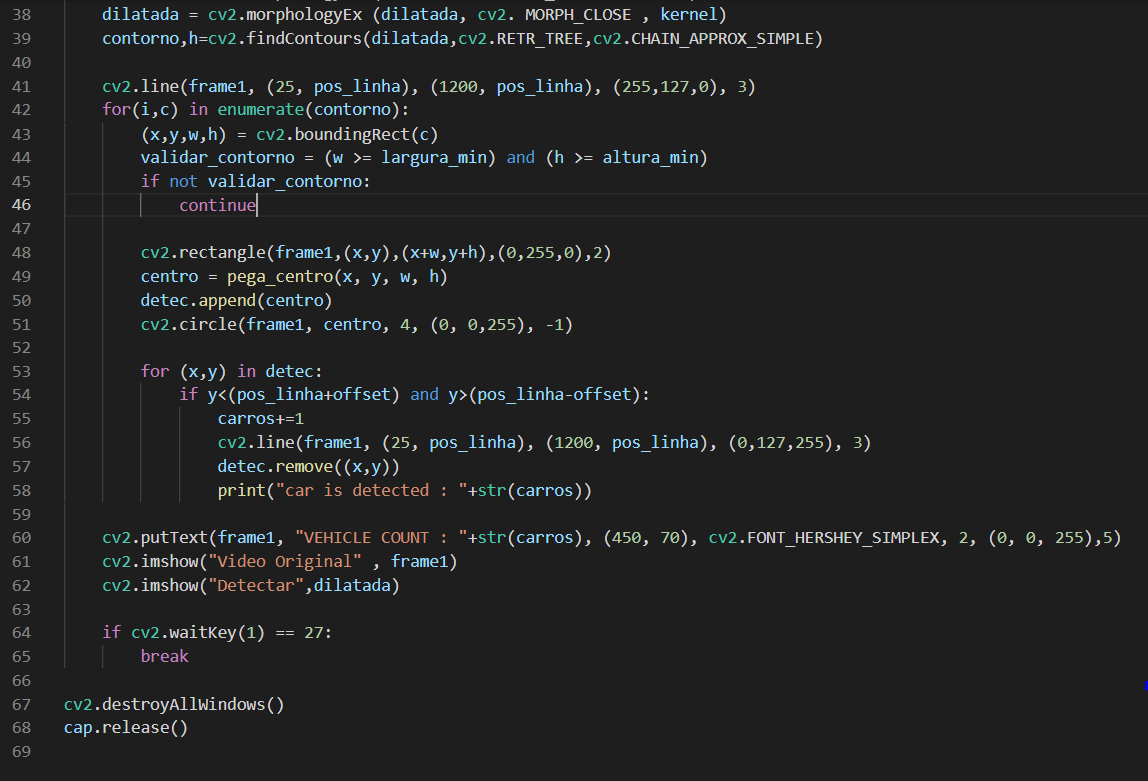 38 dilatada = cv2.morphologyEx (dilatada, cv2. MORPH_CLOSE , kernel)
39 contorno,h=cv2.findContours(dilatada,cv2.RETR_TREE,cv2.CHAIN_APPROX_SIMPLE)
40
41 cv2.line(frame1, (25, pos_linha), (1200, pos_linha), (255,127,0), 3)
42 for(i,c) in enumerate(contorno):
43 (x,y,w,h) = cv2.boundingRect(c)
44 validar_contorno = (w >= largura_min) and (h >= altura_min)
45 if not validar_contorno:
46 continue
47
48 cv2.rectangle(frame1,(x,y),(x+w,y+h),(0,255,0),2)
49 centro = pega_centro(x, y, w, h)
50 detec.append(centro)
51 cv2.circle(frame1, centro, 4, (0, 0,255), -1)
52
53 for (x,y) in detec:
54 if y<(pos_linha+offset) and y>(pos_linha-offset):
55 carros+=1
56 cv2.line(frame1, (25, pos_linha), (1200, pos_linha), (0,127,255), 3)
57 detec.remove((x,y))
58 print("car is detected : "+str(carros))
59
60 cv2.putText(frame1, "VEHICLE COUNT : "+str(carros), (450, 70), cv2.FONT_HERSHEY_SIMPLEX, 2, (0, 0, 255),5)
61 cv2.imshow("Video Original" , frame1)
62 cv2.imshow("Detectar",dilatada)
63
64 if cv2.waitKey(1) == 27:
65 break
66
67 cv2.destroyAllWindows()
68 cap.release()
69